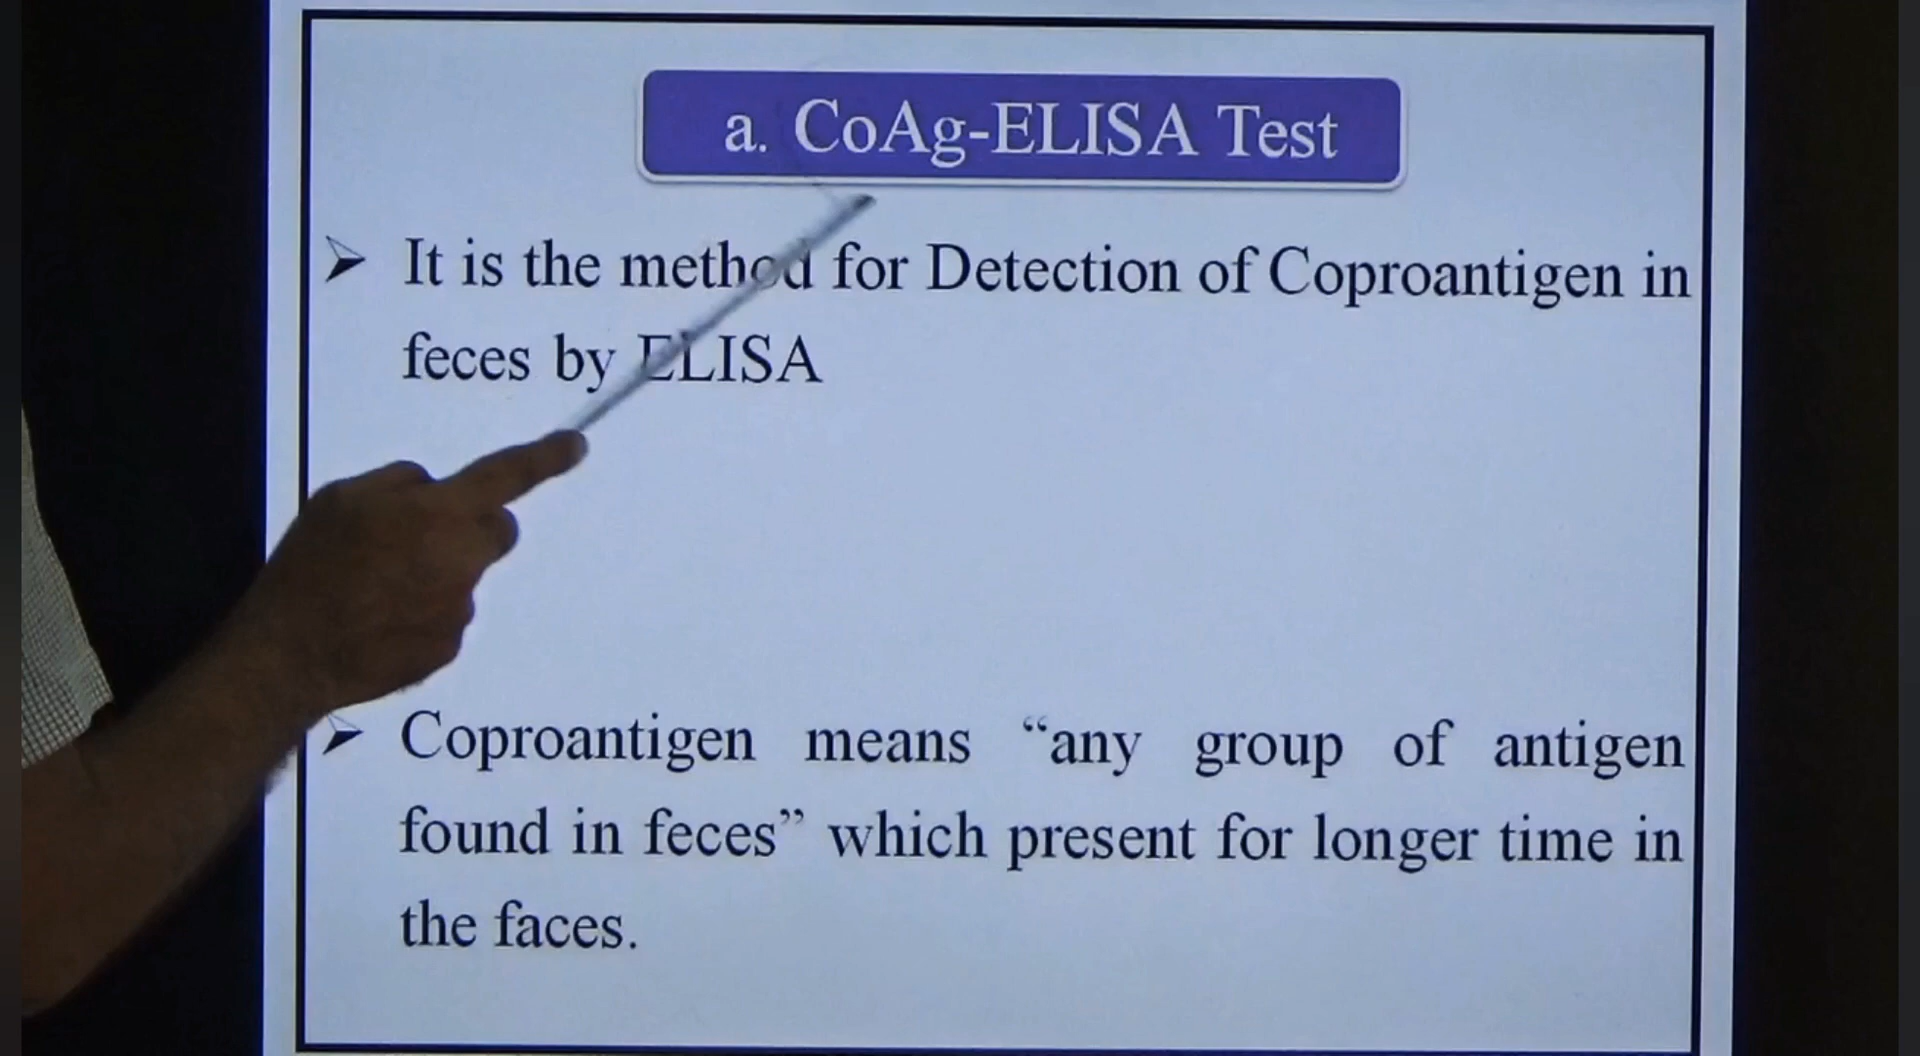 a. CoAg-ELISA Test
It is the method for Detection of Coproantigen in
feces by ELISA
Coproantigen means “any group of antigen
found in feces” which present for longer time in
the faces.